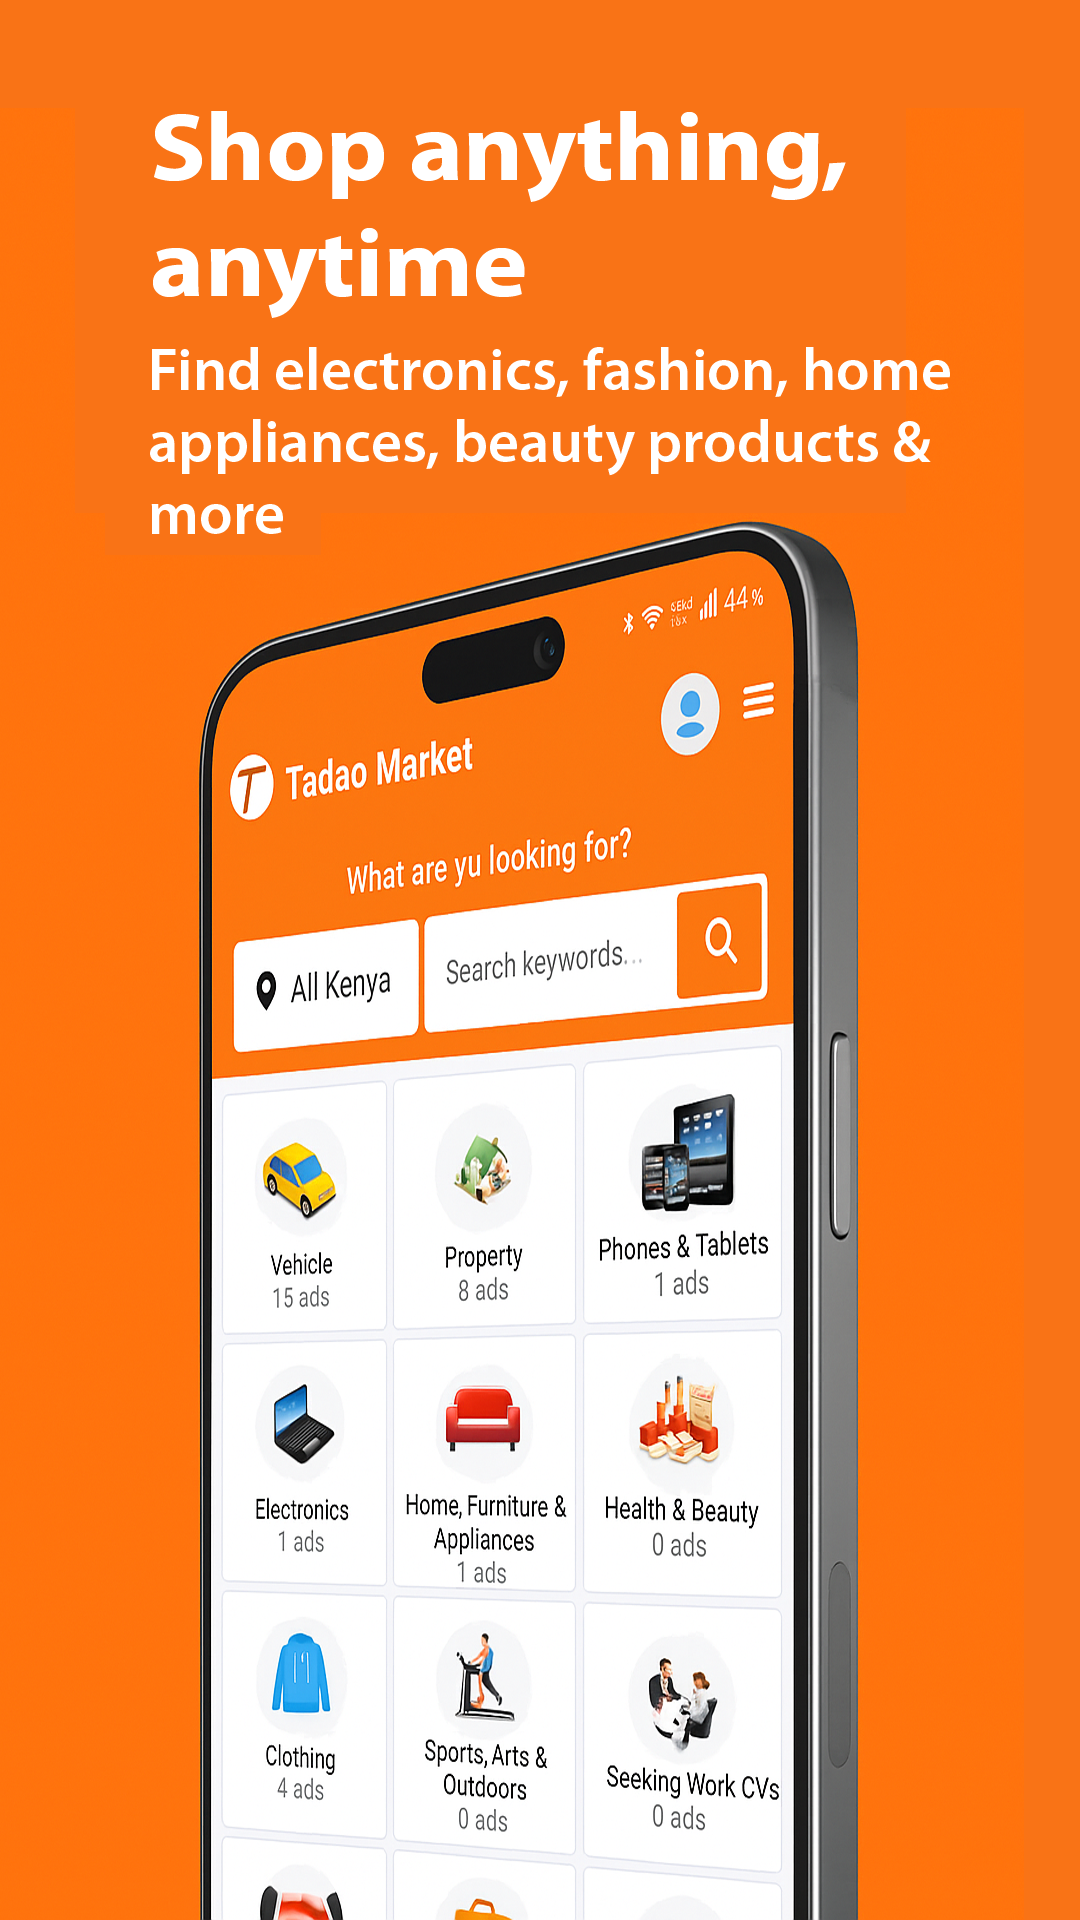 Shop anything,
anytime
Find electronics, fashion, home
appliances, beauty products &
more
44%
T Tadao Market
What are yu looking for?
All Kenya
Search keywords...
Vehicle
15 ads
Property
8 ads
Phones & Tablets
1 ads
Electronics
1 ads
Home, Furniture &
Appliances
1 ads
Health & Beauty
0 ads
Clothing
4 ads
Sports, Arts &
Outdoors
0 ads
Seeking Work CVs
0 ads